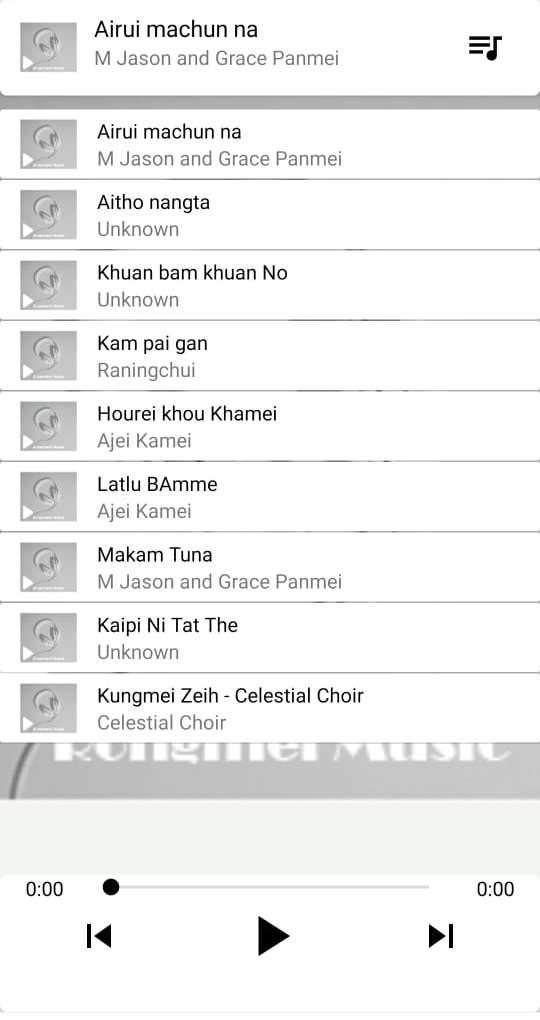 Airui machun na
M Jason and Grace Panmei
Airui machun na
M Jason and Grace Panmei
Aitho nangta
Unknown
Khuan bam khuan No
Unknown
Kam pai gan
Raningchui
Hourei khou Khamei
Ajei Kamei
Latlu BAmme
Ajei Kamei
Makam Tuna
M Jason and Grace Panmei
Kaipi Ni Tat The
Unknown
Kungmei Zeih - Celestial Choir
Celestial Choir
Rongmei Music
0:00
0:00